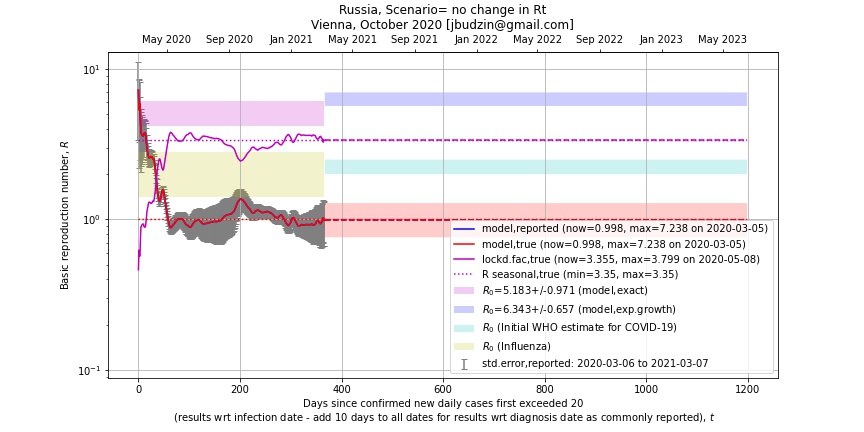 Russia, Scenario= no change in Rt
Vienna, October 2020 [jbudzin@gmail.com]
May 2020 Sep 2020 Jan 2021 May 2021 Sep 2021 Jan 2022 May 2022 Sep 2022 Jan 2023 May 2023
10¹
10⁰
10⁻¹
Basic reproduction number, R
model,reported (now=0.998, max=7.238 on 2020-03-05)
model,true (now=0.998, max=7.238 on 2020-03-05)
lockd.fac,true (now=3.355, max=3.799 on 2020-05-08)
R seasonal,true (min=3.35, max=3.35)
R₀=5.183+/-0.971 (model,exact)
R₀=6.343+/-0.657 (model,exp.growth)
R₀ (Initial WHO estimate for COVID-19)
R₀ (Influenza)
std.error,reported: 2020-03-06 to 2021-03-07
0 200 400 600 800 1000 1200
Days since confirmed new daily cases first exceeded 20
(results wrt infection date - add 10 days to all dates for results wrt diagnosis date as commonly reported), t